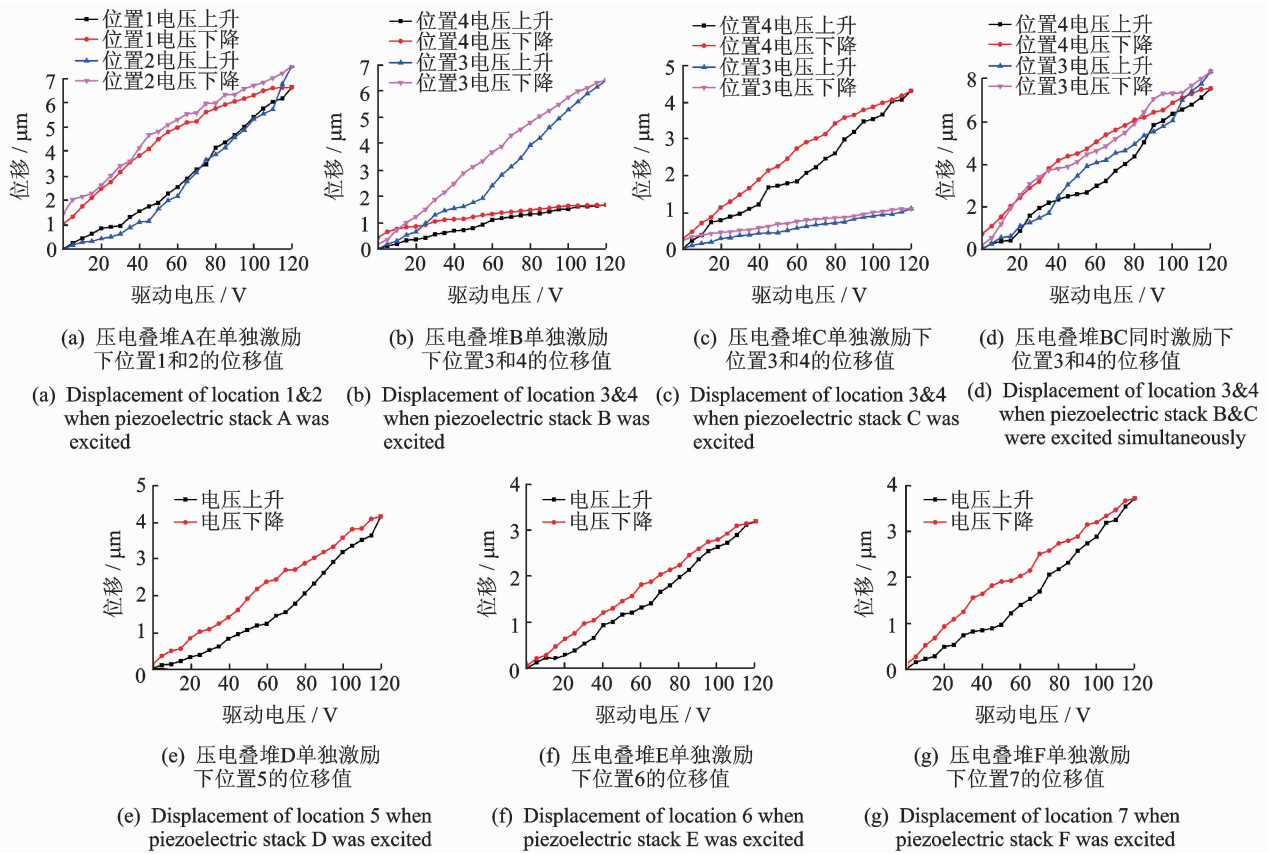 位置1电压上升
位置1电压下降
位置2电压上升
位置2电压下降
7
6
5
4
3
2
1
0
20 40 60 80 100 120
位移 / μm
驱动电压 / V
(a) 压电叠堆A在单独激励
下位置1和2的位移值
(a) Displacement of location 1&2
when piezoelectric stack A was
excited
位置4电压上升
位置4电压下降
位置3电压上升
位置3电压下降
8
7
6
5
4
3
2
1
0
20 40 60 80 100 120
位移 / μm
驱动电压 / V
(b) 压电叠堆B单独激励
下位置3和4的位移值
(b) Displacement of location 3&4
when piezoelectric stack B was
excited
位置4电压上升
位置4电压下降
位置3电压上升
位置3电压下降
5
4
3
2
1
0
20 40 60 80 100 120
位移 / μm
驱动电压 / V
(c) 压电叠堆C单独激励下
位置3和4的位移值
(c) Displacement of location 3&4
when piezoelectric stack C was
excited
位置4电压上升
位置4电压下降
位置3电压上升
位置3电压下降
8
6
4
2
0
20 40 60 80 100 120
位移 / μm
驱动电压 / V
(d) 压电叠堆BC同时激励下
位置3和4的位移值
(d) Displacement of location 3&4
when piezoelectric stack B&C
were excited simultaneously
电压上升
电压下降
5
4
3
2
1
0
20 40 60 80 100 120
位移 / μm
驱动电压 / V
(e) 压电叠堆D单独激励
下位置5的位移值
(e) Displacement of location 5 when
piezoelectric stack D was excited
电压上升
电压下降
4
3
2
1
0
20 40 60 80 100 120
位移 / μm
驱动电压 / V
(f) 压电叠堆E单独激励
下位置6的位移值
(f) Displacement of location 6 when
piezoelectric stack E was excited
电压上升
电压下降
4
3
2
1
0
20 40 60 80 100 120
位移 / μm
驱动电压 / V
(g) 压电叠堆F单独激励
下位置7的位移值
(g) Displacement of location 7 when
piezoelectric stack F was excited